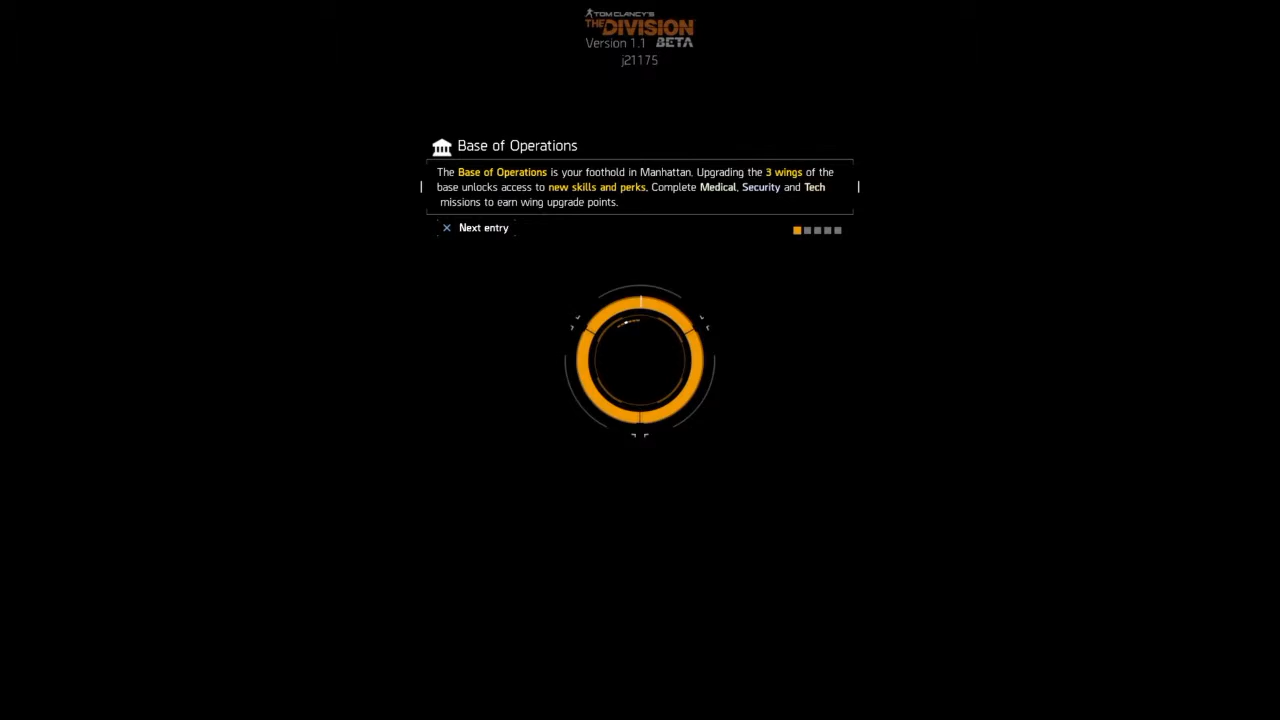 TOM CLANCY'S
THE DIVISION
Version 1.1 BETA
j21175
Base of Operations
The Base of Operations is your foothold in Manhattan. Upgrading the 3 wings of the
base unlocks access to new skills and perks. Complete Medical, Security and Tech
missions to earn wing upgrade points.
Next entry